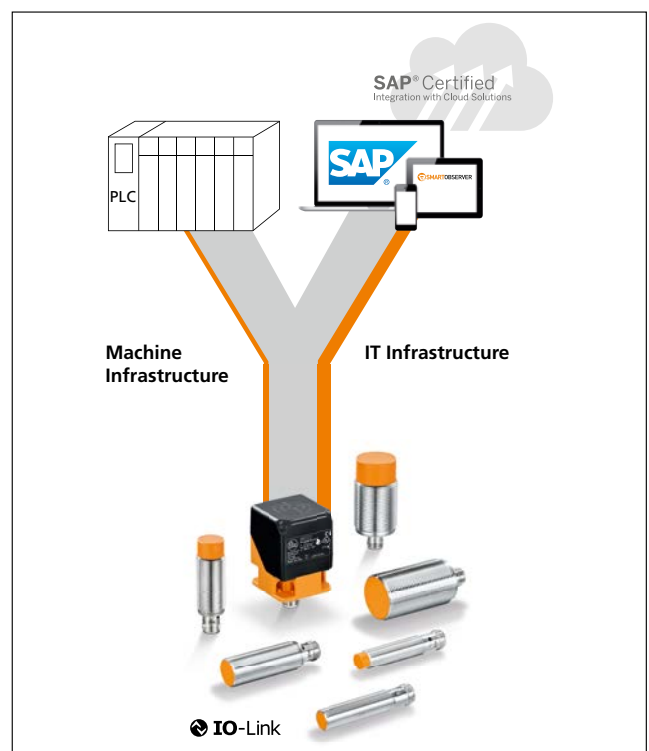 SAP® Certified
Integration with Cloud Solutions
PLC
SAP
®
SMARTOBSERVER
Machine
Infrastructure
IT Infrastructure
IO-Link